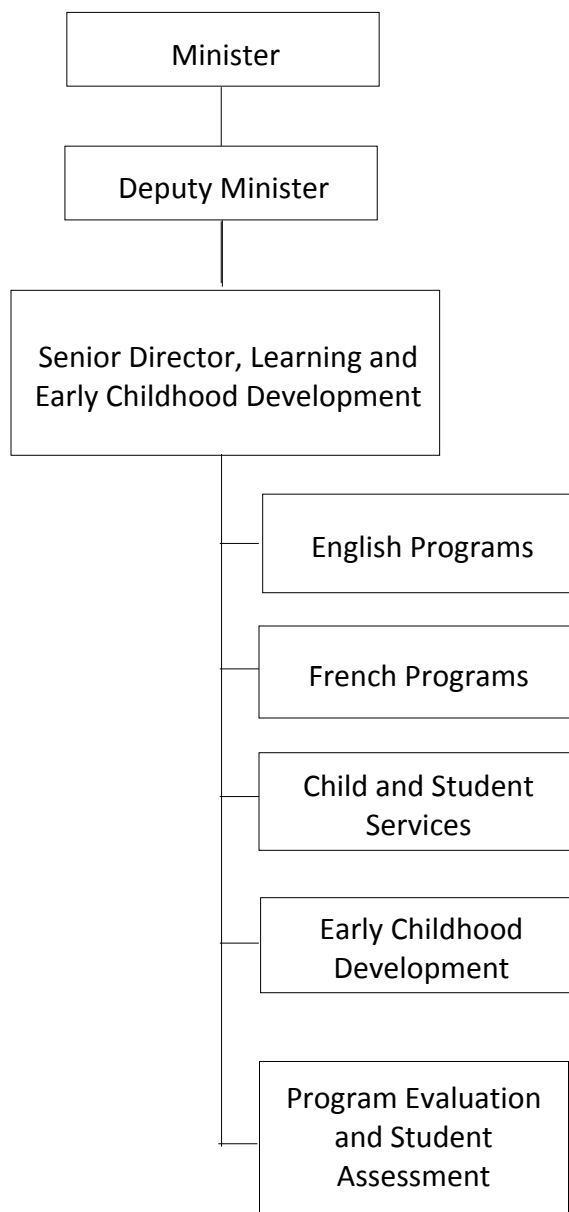 Minister
Deputy Minister
Senior Director, Learning and
Early Childhood Development
English Programs
French Programs
Child and Student
Services
Early Childhood
Development
Program Evaluation
and Student
Assessment